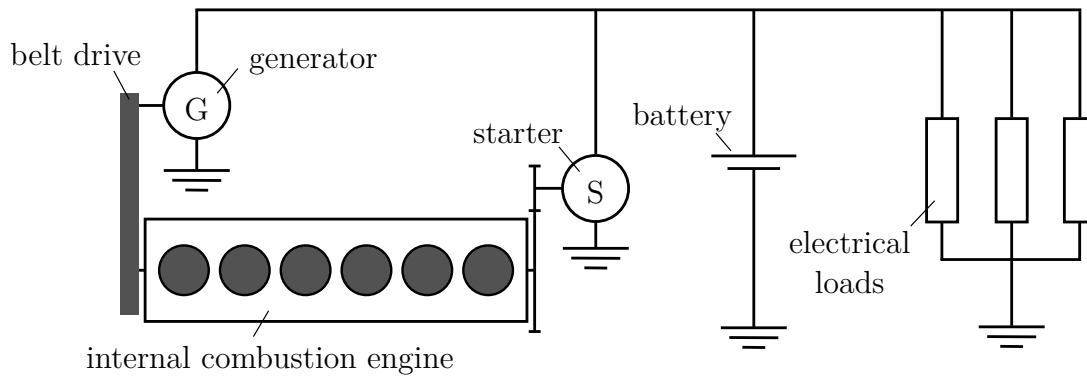 belt drive
generator
G
starter
battery
S
electrical
loads
internal combustion engine